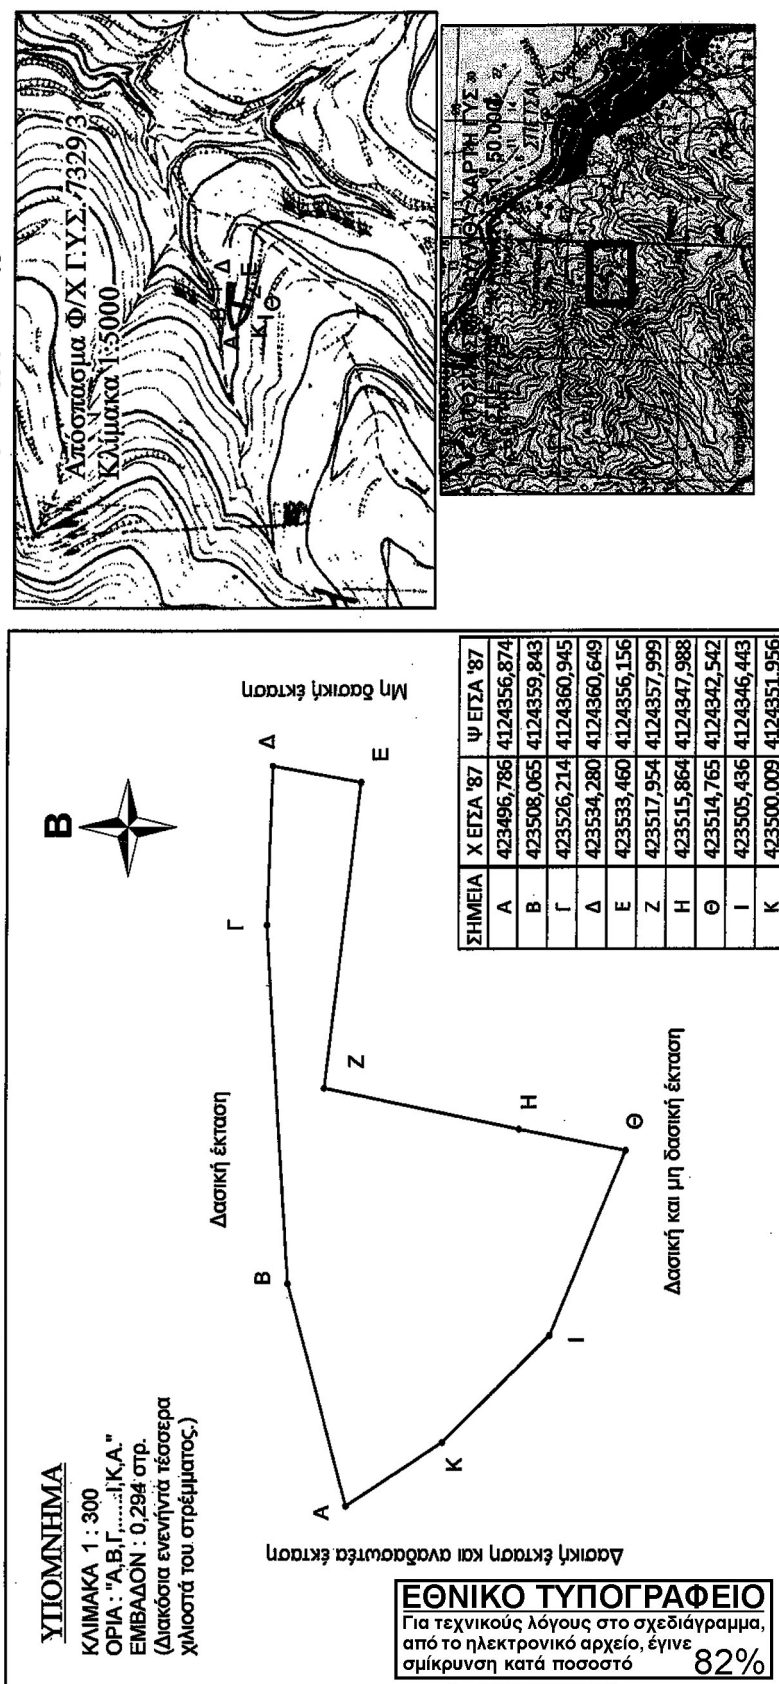 ΥΠΟΜΝΗΜΑ
ΚΛΙΜΑΚΑ 1 : 300
ΟΡΙΑ : "Α,Β,Γ,......Ι,Κ,Α."
ΕΜΒΑΔΟΝ : 0,294 στρ.
(Διακόσια ενενήντα τέσσερα
χιλιοστά του στρέμματος.)
Β
Δασική έκταση
Μη δασική έκταση
Δασική έκταση και αναδασωτέα έκταση
Δασική και μη δασική έκταση
Α
Β
Γ
Δ
Ε
Ζ
Η
Θ
Ι
Κ
ΣΗΜΕΙΑ Χ ΕΓΣΑ '87 Ψ ΕΓΣΑ '87
Α 423496,786 4124356,874
Β 423508,065 4124359,843
Γ 423526,214 4124360,945
Δ 423534,280 4124360,649
Ε 423533,460 4124356,156
Ζ 423517,954 4124357,999
Η 423515,864 4124347,988
Θ 423514,765 4124342,542
Ι 423505,436 4124346,443
Κ 423500,009 4124351,956
Απόσπασμα Φ/Χ Γ.Υ.Σ. 7329/3
Κλίμακα 1:5000
Α
Β
Δ
Ε
Ζ
Κ
Ι
Θ
ΧΑΡΤΗ ΓΥΣ
ΣΠΕΤΣΑΙ
ΕΘΝΙΚΟ ΤΥΠΟΓΡΑΦΕΙΟ
Για τεχνικούς λόγους στο σχεδιάγραμμα,
από το ηλεκτρονικό αρχείο, έγινε
σμίκρυνση κατά ποσοστό 82%